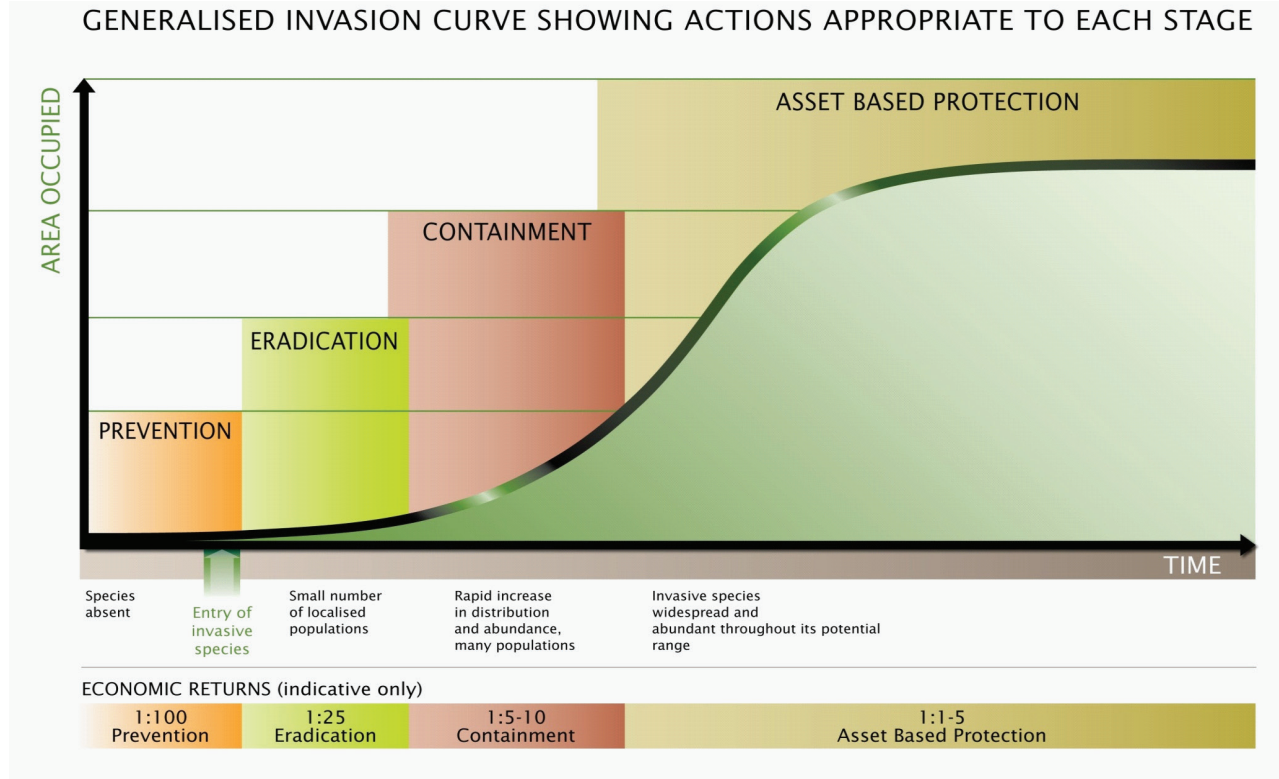 GENERALISED INVASION CURVE SHOWING ACTIONS APPROPRIATE TO EACH STAGE
AREA OCCUPIED
ASSET BASED PROTECTION
CONTAINMENT
ERADICATION
PREVENTION
TIME
Species
absent
Entry of
invasive
species
Small number
of localised
populations
Rapid increase
in distribution
and abundance,
many populations
Invasive species
widespread and
abundant throughout its potential
range
ECONOMIC RETURNS (indicative only)
1:100
Prevention
1:25
Eradication
1:5-10
Containment
1:1-5
Asset Based Protection